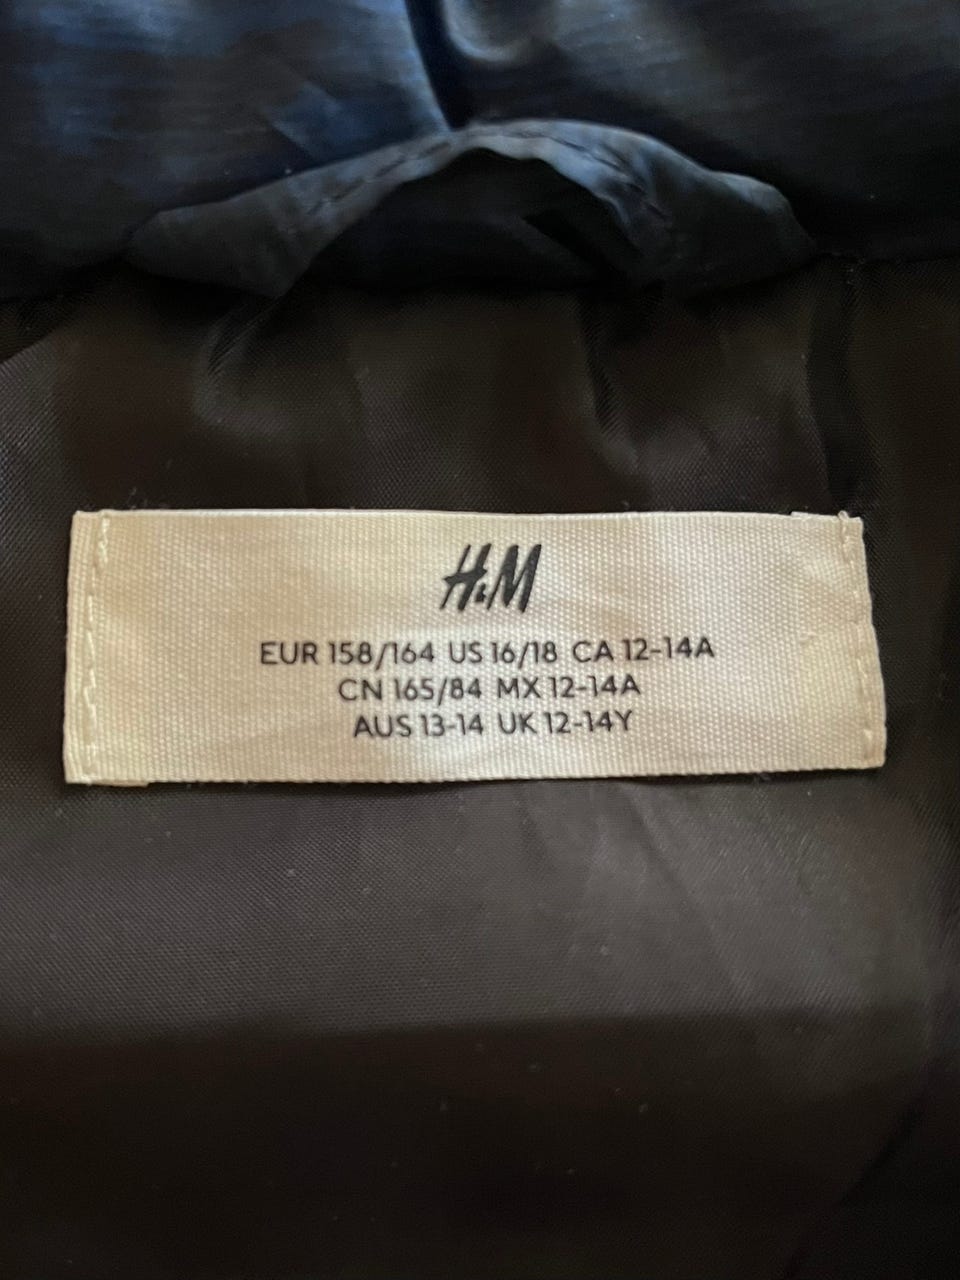 H&M
EUR 158/164 US 16/18 CA 12-14A
CN 165/84 MX 12-14A
AUS 13-14 UK 12-14Y